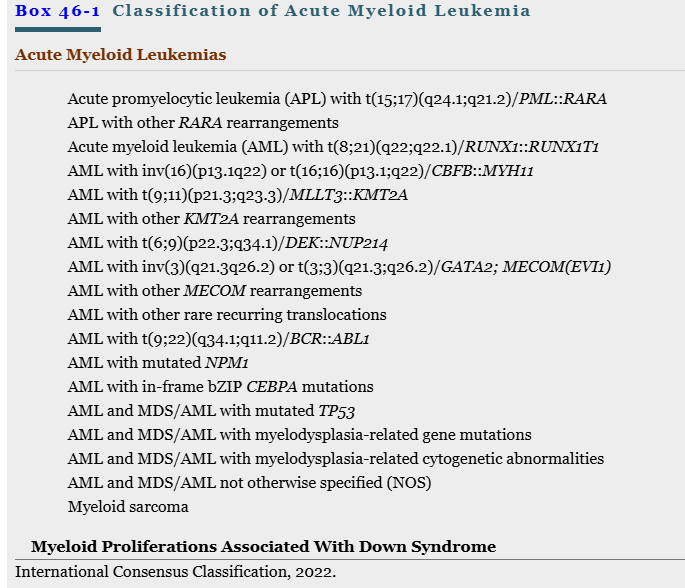 Box 46-1 Classification of Acute Myeloid Leukemia
Acute Myeloid Leukemias
Acute promyelocytic leukemia (APL) with t(15;17)(q24.1;q21.2)/PML::RARA
APL with other RARA rearrangements
Acute myeloid leukemia (AML) with t(8;21)(q22;q22.1)/RUNX1::RUNX1T1
AML with inv(16)(p13.1q22) or t(16;16)(p13.1;q22)/CBFB::MYH11
AML with t(9;11)(p21.3;q23.3)/MLLT3::KMT2A
AML with other KMT2A rearrangements
AML with t(6;9)(p22.3;q34.1)/DEK::NUP214
AML with inv(3)(q21.3q26.2) or t(3;3)(q21.3;q26.2)/GATA2; MECOM(EVI1)
AML with other MECOM rearrangements
AML with other rare recurring translocations
AML with t(9;22)(q34.1;q11.2)/BCR::ABL1
AML with mutated NPM1
AML with in-frame bZIP CEBPA mutations
AML and MDS/AML with mutated TP53
AML and MDS/AML with myelodysplasia-related gene mutations
AML and MDS/AML with myelodysplasia-related cytogenetic abnormalities
AML and MDS/AML not otherwise specified (NOS)
Myeloid sarcoma
Myeloid Proliferations Associated With Down Syndrome
International Consensus Classification, 2022.